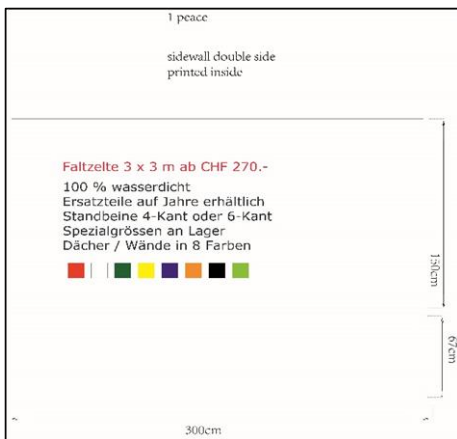 1 peace
sidewall double side
printed inside
Faltzelte 3 x 3 m ab CHF 270.-
100 % wasserdicht
Ersatzteile auf Jahre erhältlich
Standbeine 4-Kant oder 6-Kant
Spezialgrössen an Lager
Dächer / Wände in 8 Farben
150cm
67cm
300cm